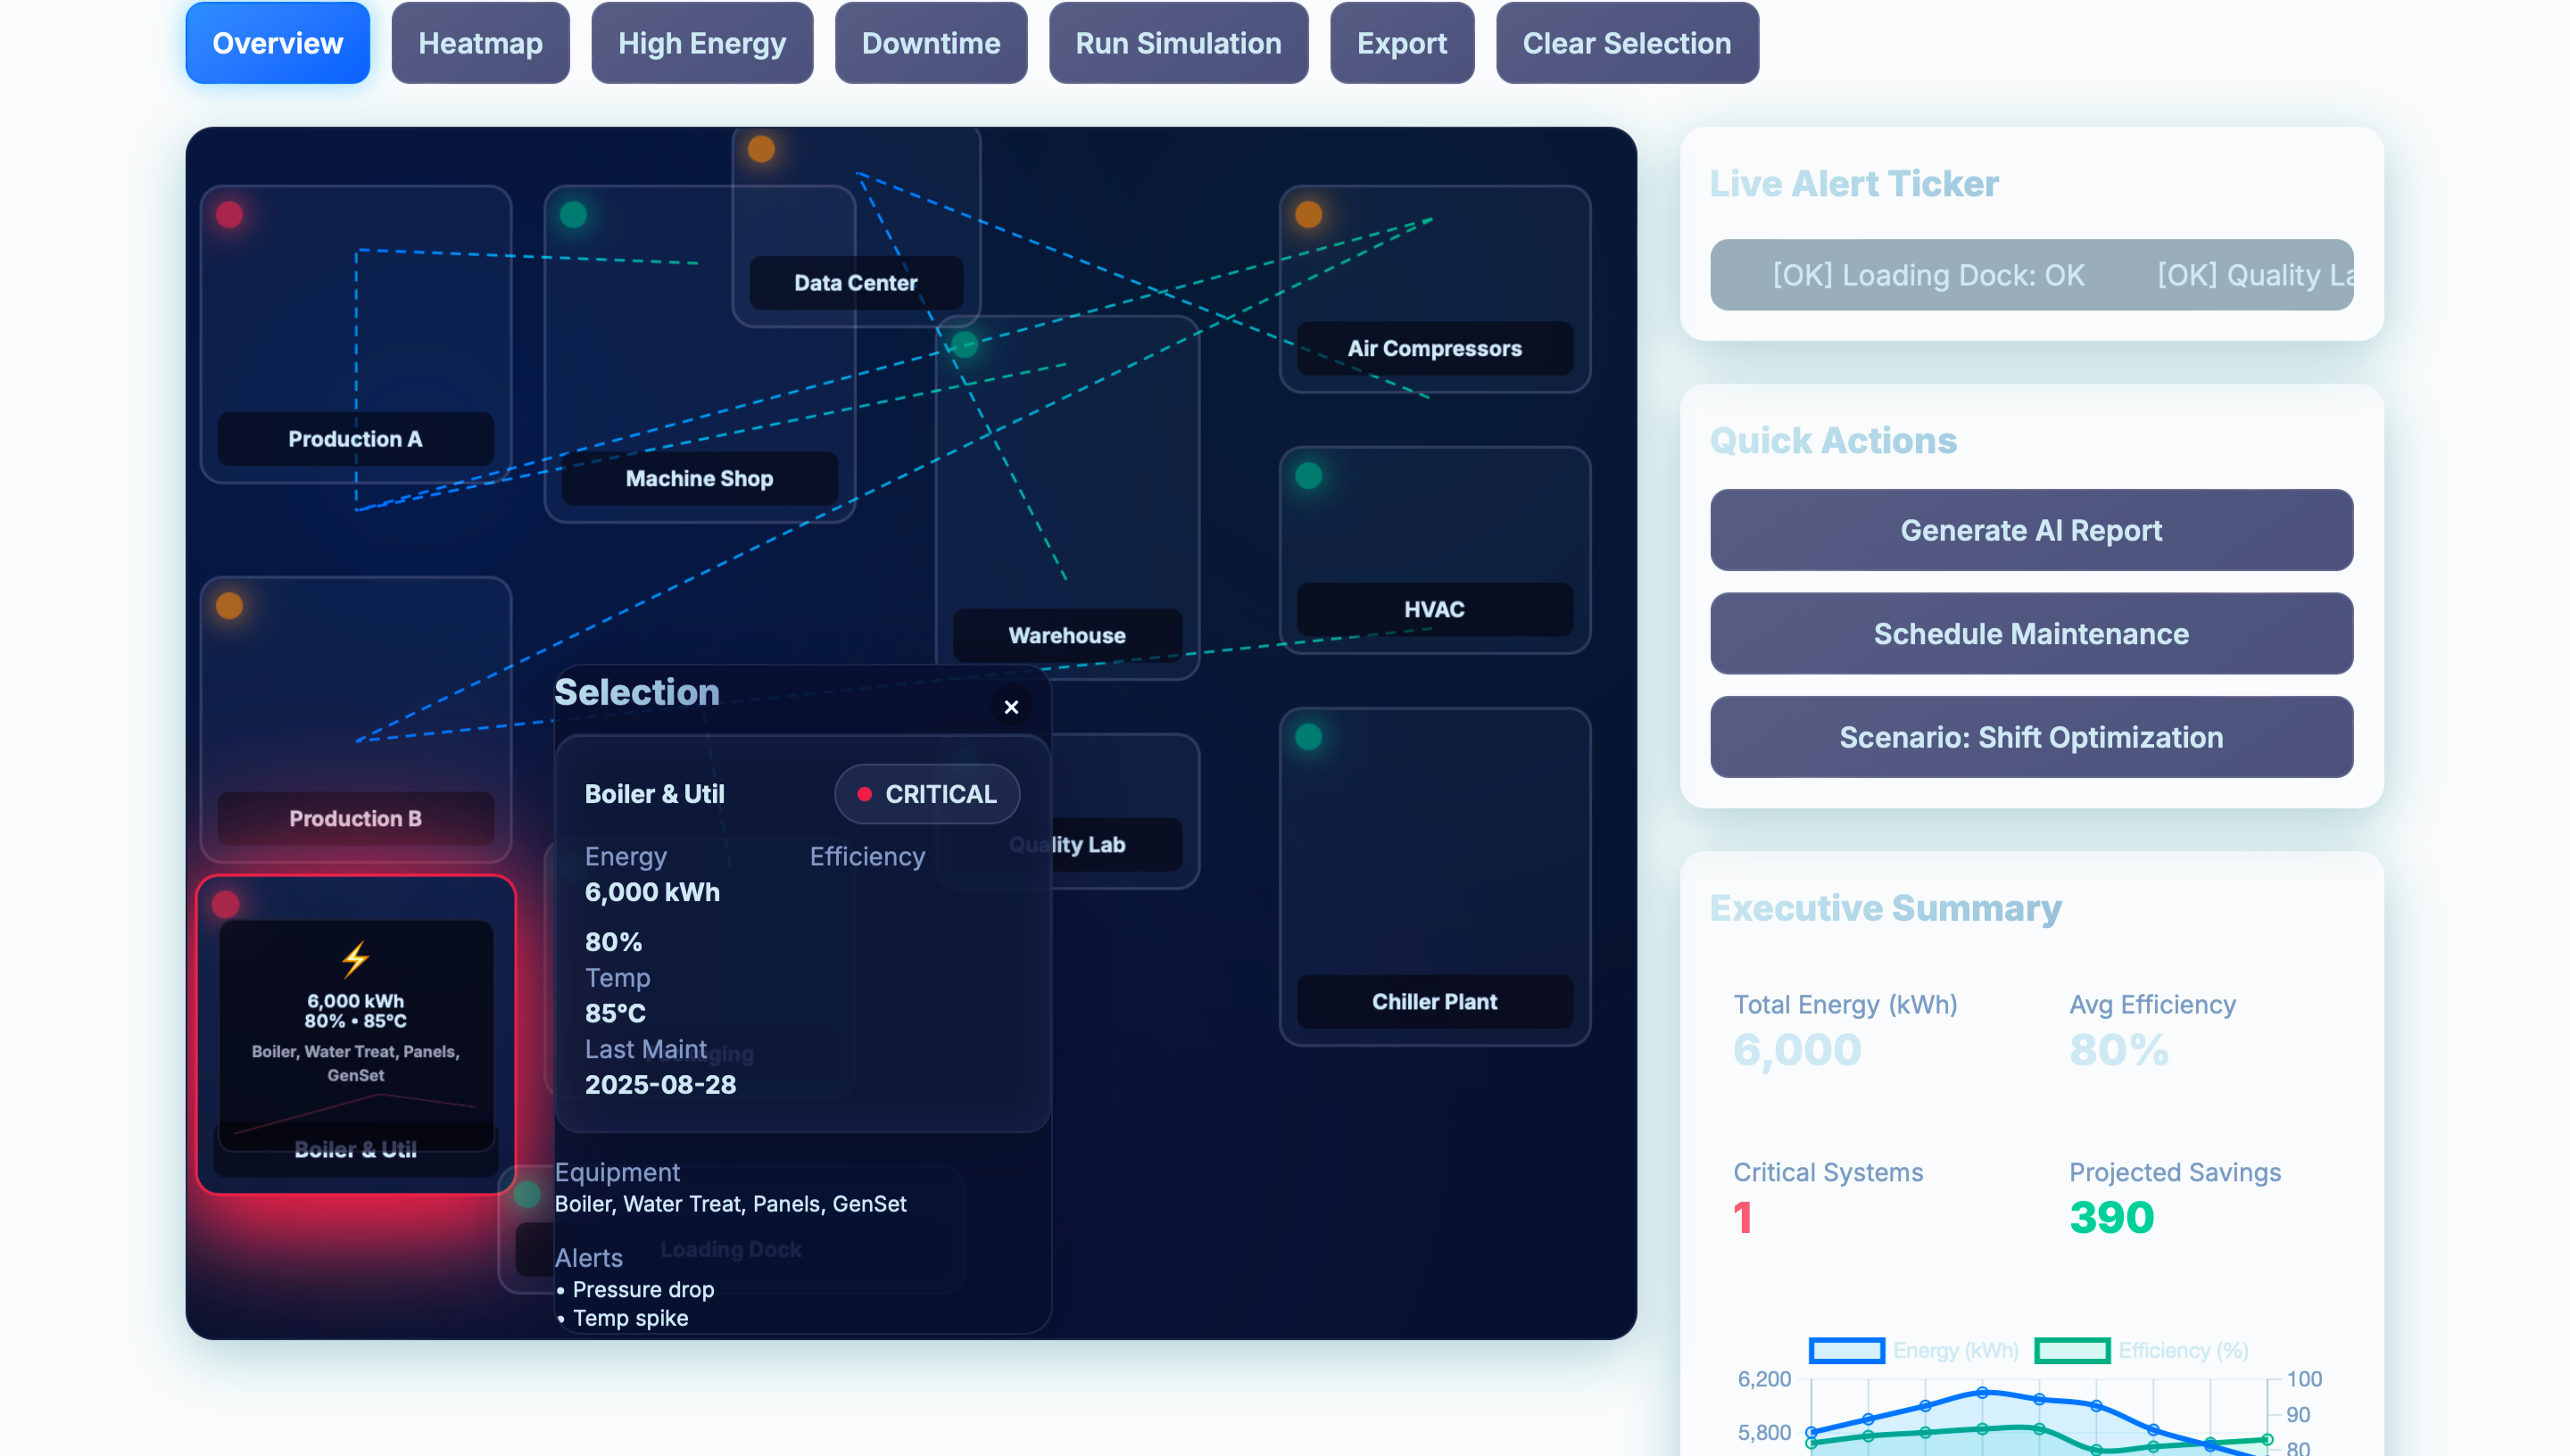 Overview
Heatmap
High Energy
Downtime
Run Simulation
Export
Clear Selection
Data Center
Production A
Machine Shop
Air Compressors
Warehouse
HVAC
Production B
Quality Lab
Chiller Plant
6,000 kWh
80% • 85°C
Boiler, Water Treat, Panels,
GenSet
Boiler & Util
Loading Dock
Selection
×
Boiler & Util
CRITICAL
Energy
Efficiency
6,000 kWh
80%
Temp
85°C
Last Maint
2025-08-28
Equipment
Boiler, Water Treat, Panels, GenSet
Alerts
• Pressure drop
• Temp spike
Live Alert Ticker
[OK] Loading Dock: OK
[OK] Quality La
Quick Actions
Generate AI Report
Schedule Maintenance
Scenario: Shift Optimization
Executive Summary
Total Energy (kWh)
Avg Efficiency
6,000
80%
Critical Systems
Projected Savings
1
390
Energy (kWh)
Efficiency (%)
6,200
100
90
5,800
80